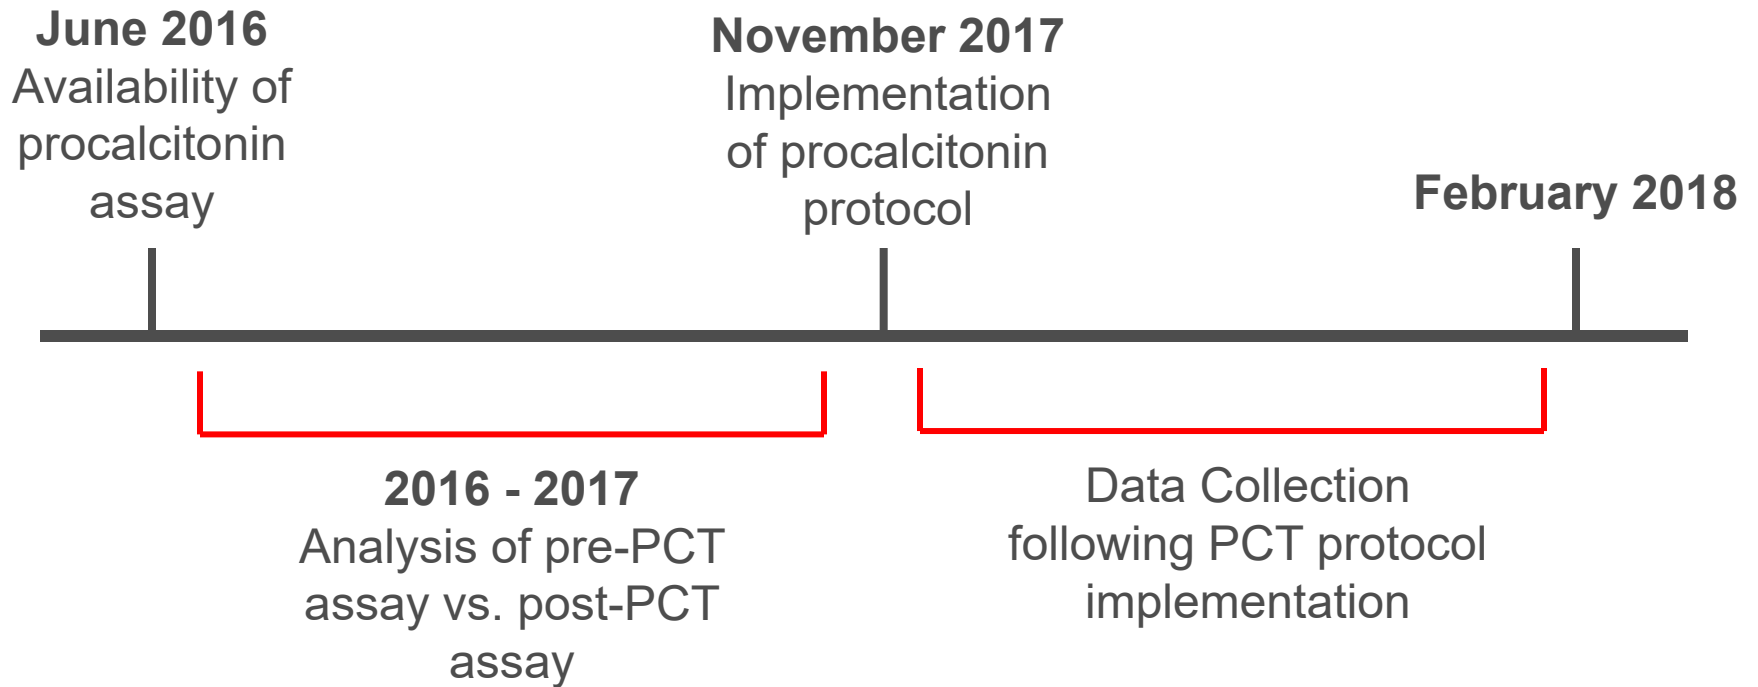 June 2016
Availability of
procalcitonin
assay
November 2017
Implementation
of procalcitonin
protocol
February 2018
2016 - 2017
Analysis of pre-PCT
assay vs. post-PCT
assay
Data Collection
following PCT protocol
implementation